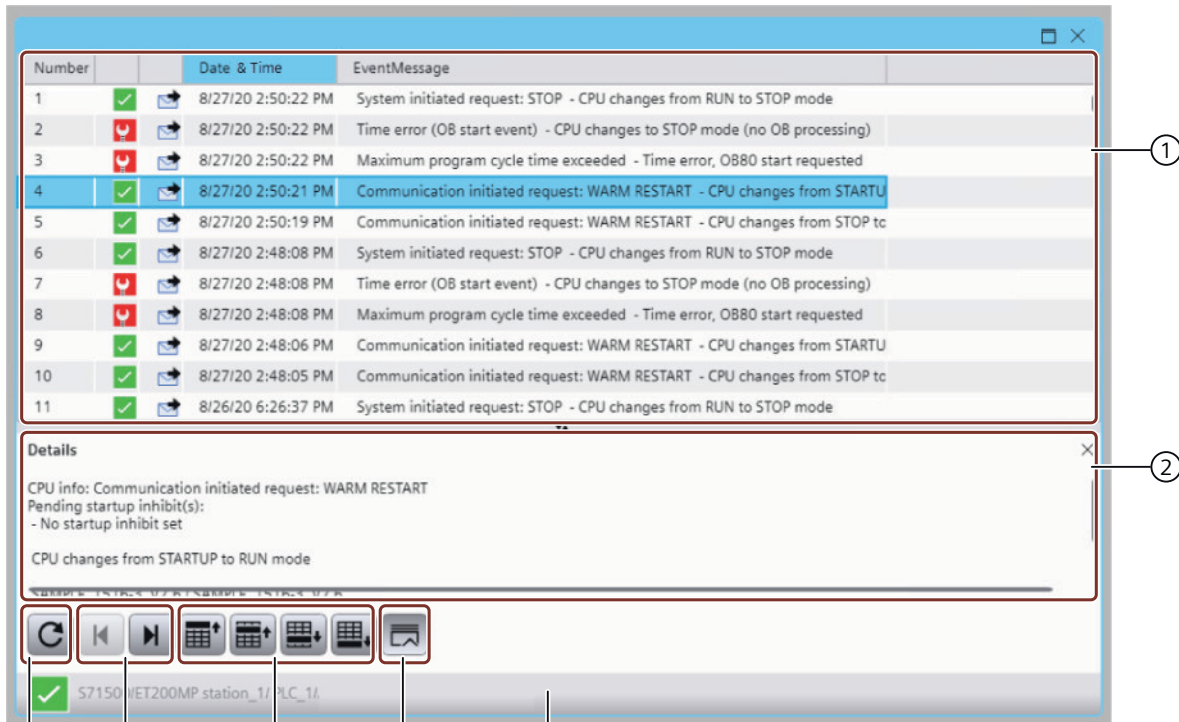 Number Date & Time EventMessage
1 8/27/20 2:50:22 PM System initiated request: STOP - CPU changes from RUN to STOP mode
2 8/27/20 2:50:22 PM Time error (OB start event) - CPU changes to STOP mode (no OB processing)
3 8/27/20 2:50:22 PM Maximum program cycle time exceeded - Time error, OB80 start requested
4 8/27/20 2:50:21 PM Communication initiated request: WARM RESTART - CPU changes from STARTU
5 8/27/20 2:50:19 PM Communication initiated request: WARM RESTART - CPU changes from STOP to
6 8/27/20 2:48:08 PM System initiated request: STOP - CPU changes from RUN to STOP mode
7 8/27/20 2:48:08 PM Time error (OB start event) - CPU changes to STOP mode (no OB processing)
8 8/27/20 2:48:08 PM Maximum program cycle time exceeded - Time error, OB80 start requested
9 8/27/20 2:48:06 PM Communication initiated request: WARM RESTART - CPU changes from STARTU
10 8/27/20 2:48:05 PM Communication initiated request: WARM RESTART - CPU changes from STOP to
11 8/26/20 6:26:37 PM System initiated request: STOP - CPU changes from RUN to STOP mode
1
Details
2
CPU info: Communication initiated request: WARM RESTART
Pending startup inhibit(s):
- No startup inhibit set
CPU changes from STARTUP to RUN mode
S71500/ET200MP station_1/PLC_1/